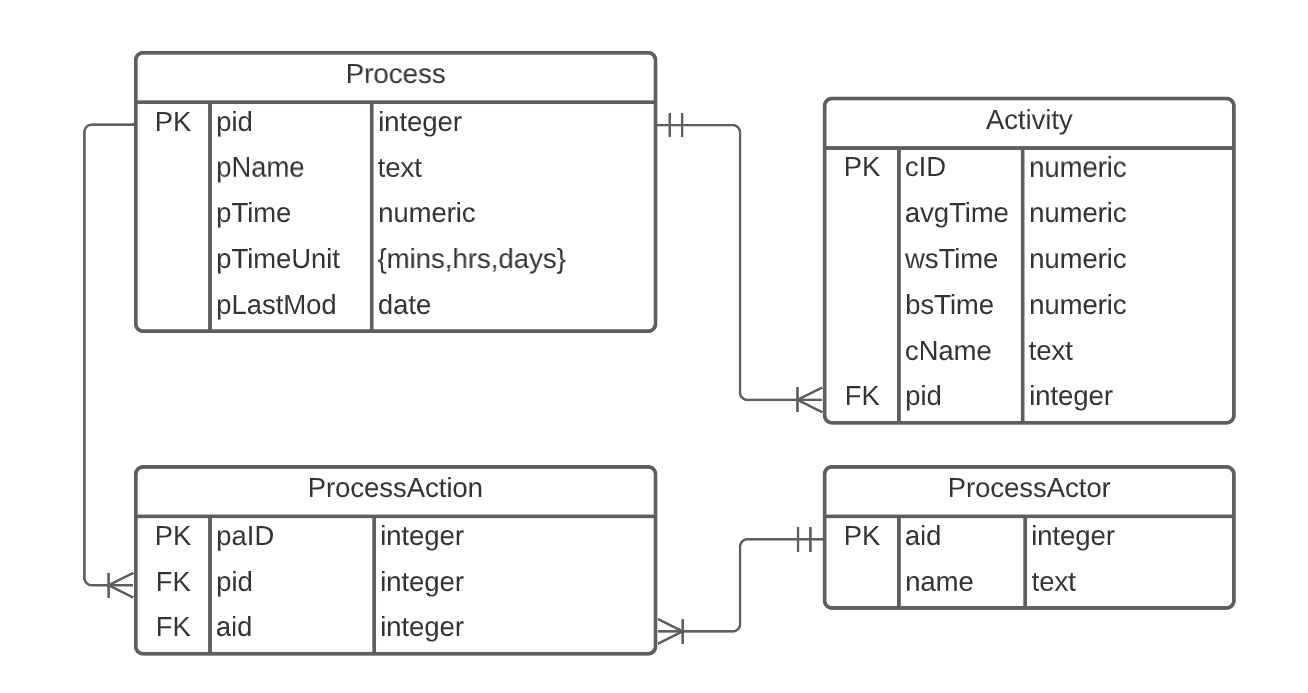 Process
PK pid integer
pName text
pTime numeric
pTimeUnit {mins,hrs,days}
pLastMod date
Activity
PK cID numeric
avgTime numeric
wsTime numeric
bsTime numeric
cName text
FK pid integer
ProcessAction
PK paID integer
FK pid integer
FK aid integer
ProcessActor
PK aid integer
name text